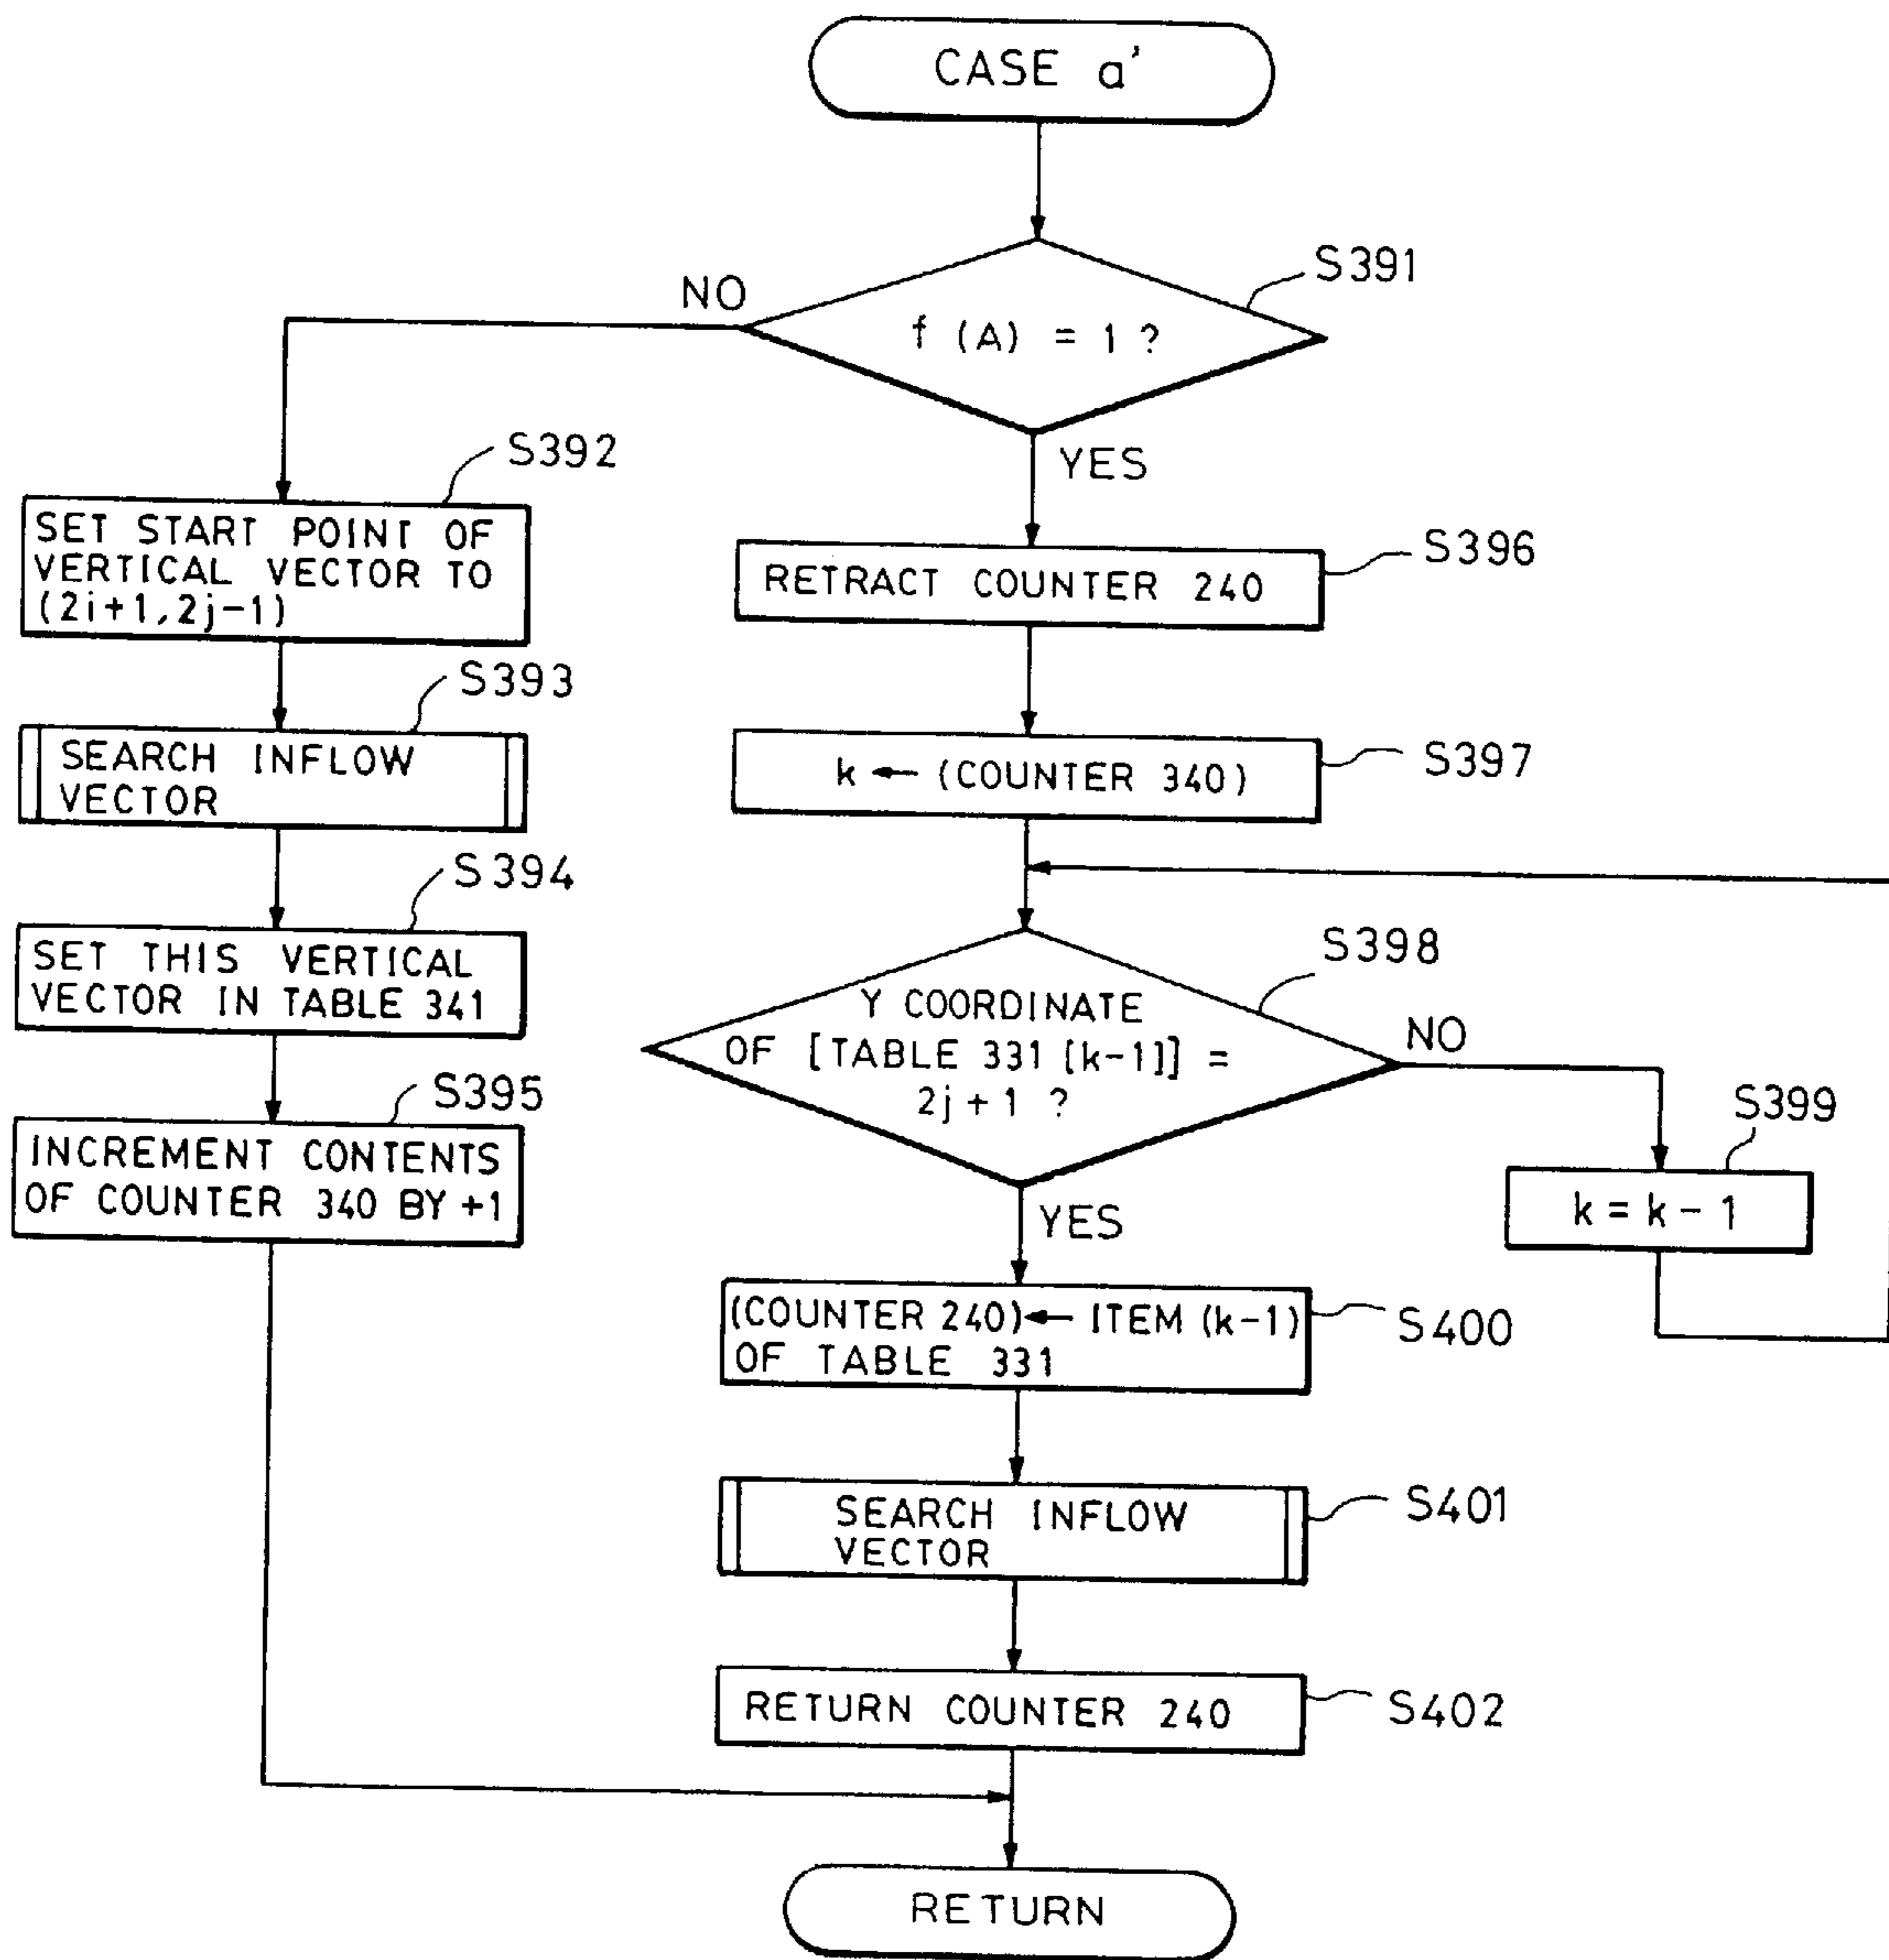 CASE a'
S391
NO
f (A) = 1 ?
YES
S392
SET START POINT OF
VERTICAL VECTOR TO
(2i+1,2j-1)
S393
SEARCH INFLOW
VECTOR
S394
SET THIS VERTICAL
VECTOR IN TABLE 341
S395
INCREMENT CONTENTS
OF COUNTER 340 BY +1
S396
RETRACT COUNTER 240
S397
k ← (COUNTER 340)
S398
Y COORDINATE
OF [TABLE 331 [k-1]] =
2j+1 ?
NO
S399
k = k - 1
YES
(COUNTER 240)← ITEM (k-1)
OF TABLE 331
S400
SEARCH INFLOW
VECTOR
S401
RETURN COUNTER 240
S402
RETURN